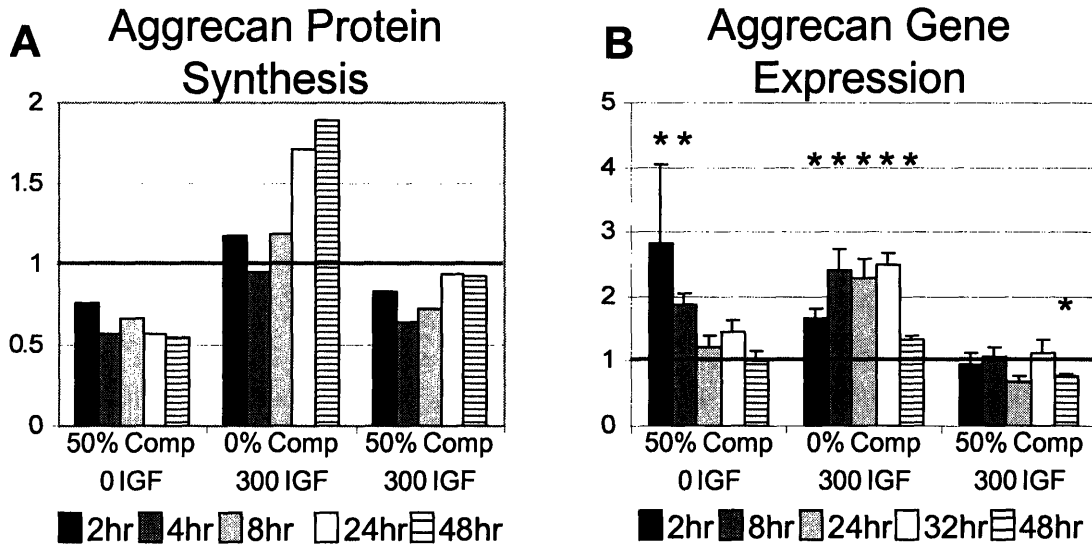 A
Aggrecan Protein
Synthesis
2
1.5
1
0.5
0
50% Comp 0% Comp 50% Comp
0 IGF 300 IGF 300 IGF
2hr 4hr 8hr 24hr 48hr
B
Aggrecan Gene
Expression
5
4
3
2
1
0
* *
* * * * *
*
50% Comp 0% Comp 50% Comp
0 IGF 300 IGF 300 IGF
2hr 8hr 24hr 32hr 48hr